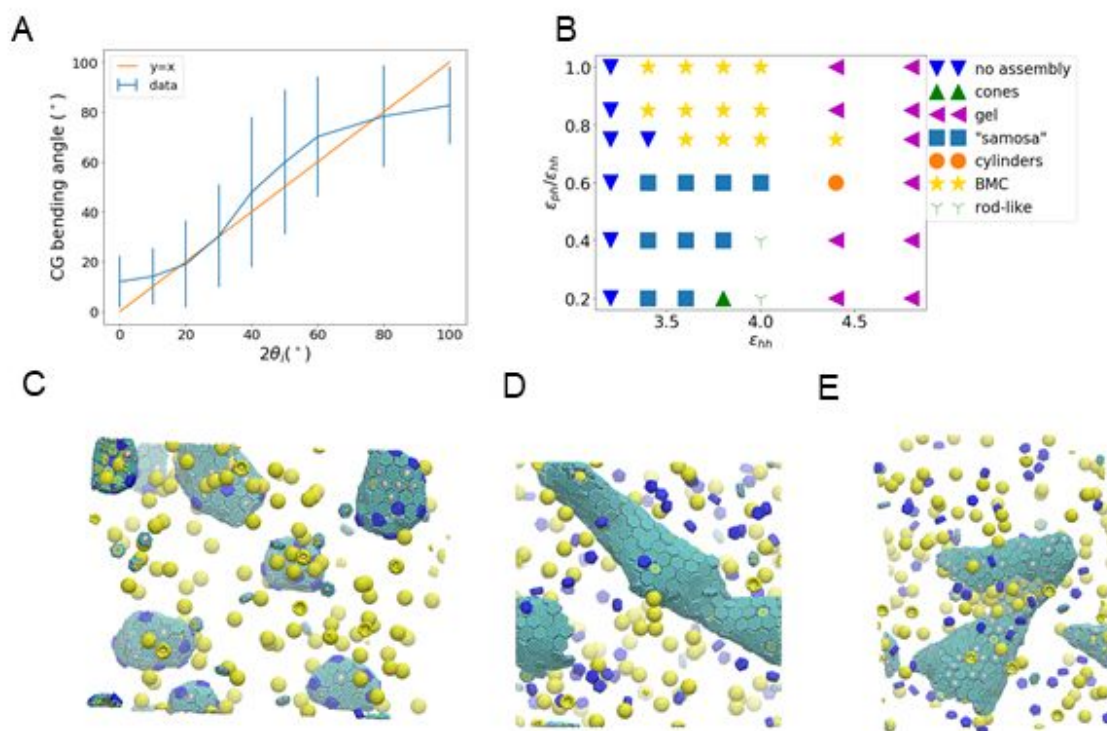 A
B
y=x
data
100
80
60
40
20
0
CG bending angle (°)
0 20 40 60 80 100
2θᵢ(°)
1.0
0.8
0.6
0.4
0.2
εph/εhh
3.5 4.0 4.5
εhh
no assembly
cones
gel
"samosa"
cylinders
BMC
rod-like
C
D
E